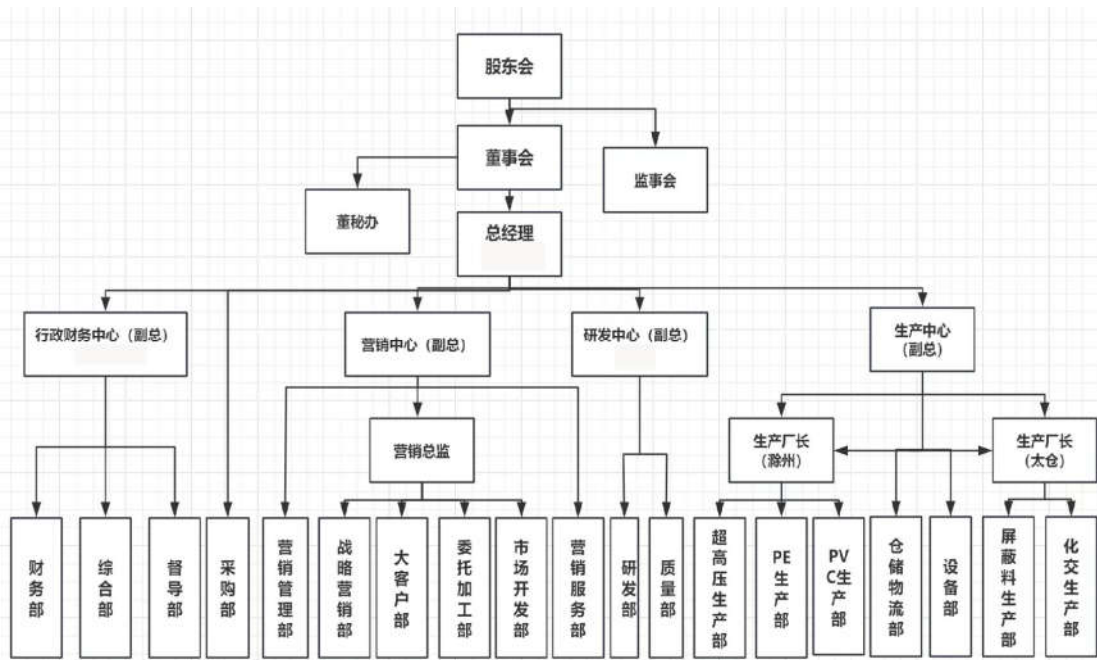 股东会
董事会
监事会
董秘办
总经理
行政财务中心（副总）
营销中心（副总）
研发中心（副总）
生产中心
（副总）
营销总监
生产厂长
（滁州）
生产厂长
（太仓）
财务部
综合部
督导部
采购部
营销管理部
战略营销部
大客户部
委托加工部
市场开发部
营销服务部
研发部
质量部
超高压生产部
PE生产部
PVC生产部
仓储物流部
设备部
屏蔽料生产部
化交生产部